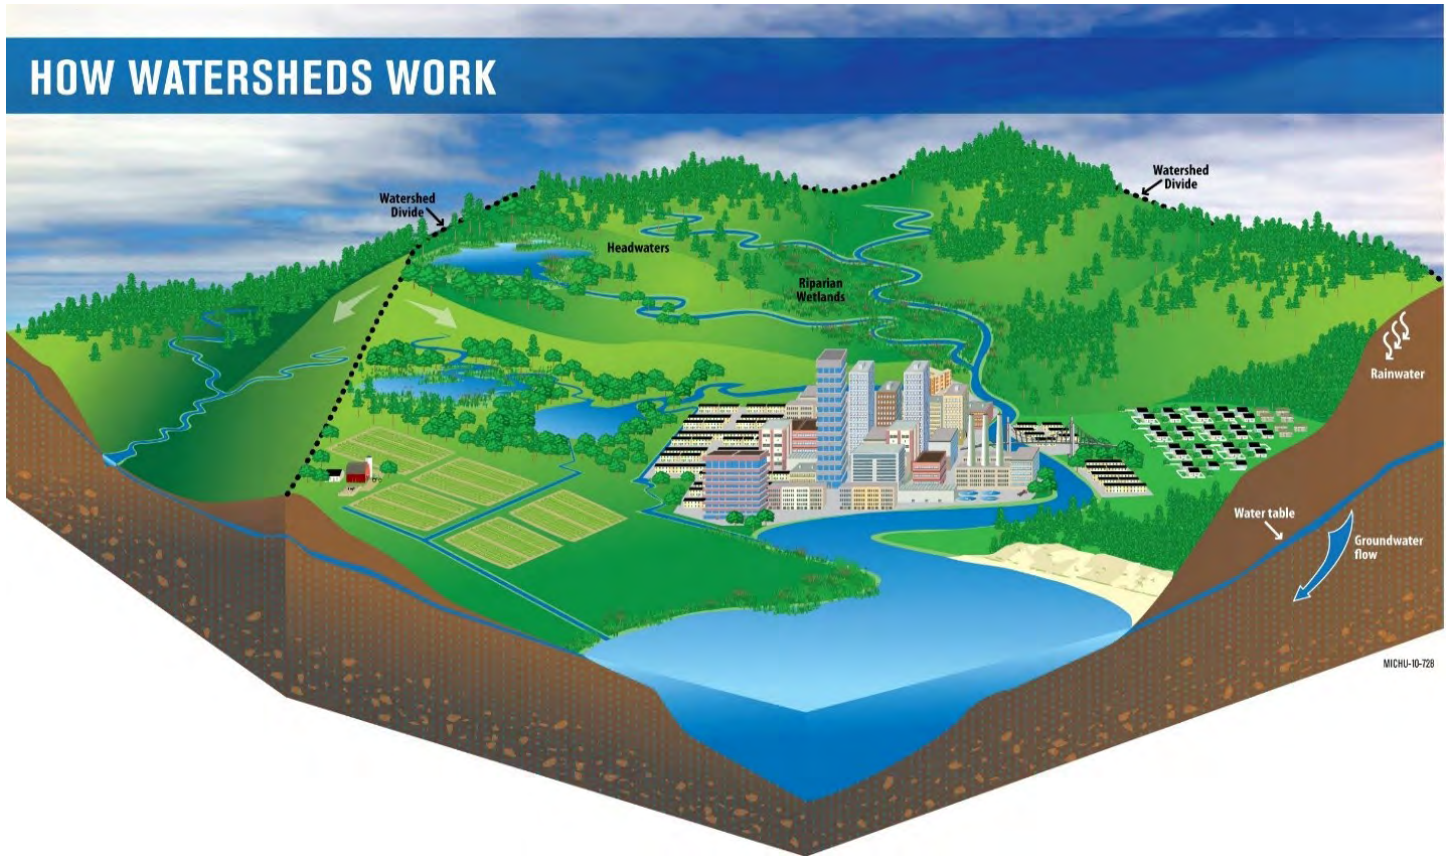 HOW WATERSHEDS WORK
Watershed
Divide
Watershed
Divide
Headwaters
Riparian
Wetlands
Rainwater
Water table
Groundwater
flow
MICHU-10-728